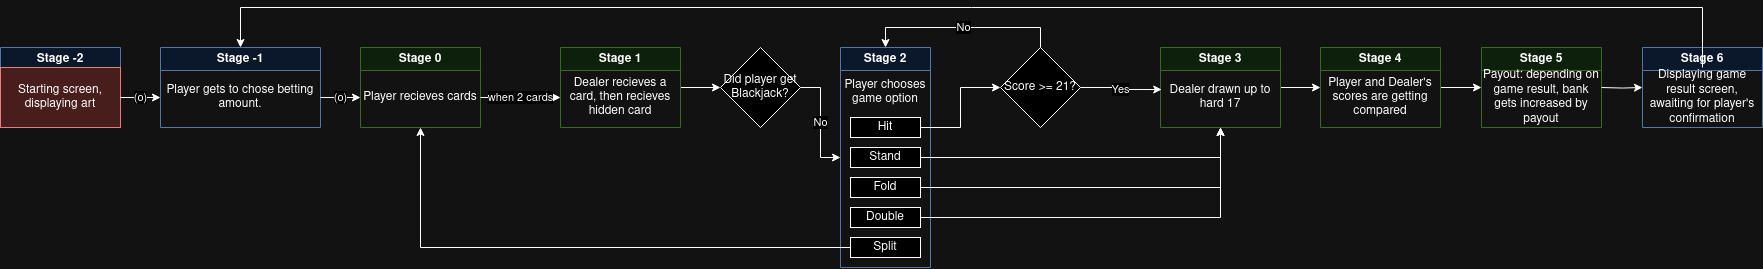 No
Stage -2
Starting screen,
displaying art
(o)
Stage -1
Player gets to chose betting
amount.
(o)
Stage 0
Player recieves cards
when 2 cards
Stage 1
Dealer recieves a
card, then recieves
hidden card
Did player get
Blackjack?
No
Stage 2
Player chooses
game option
Hit
Stand
Fold
Double
Split
Score >= 21?
Yes
Stage 3
Dealer drawn up to
hard 17
Stage 4
Player and Dealer's
scores are getting
compared
Stage 5
Payout: depending on
game result, bank
gets increased by
payout
Stage 6
Displaying game
result screen,
awaiting for player's
confirmation